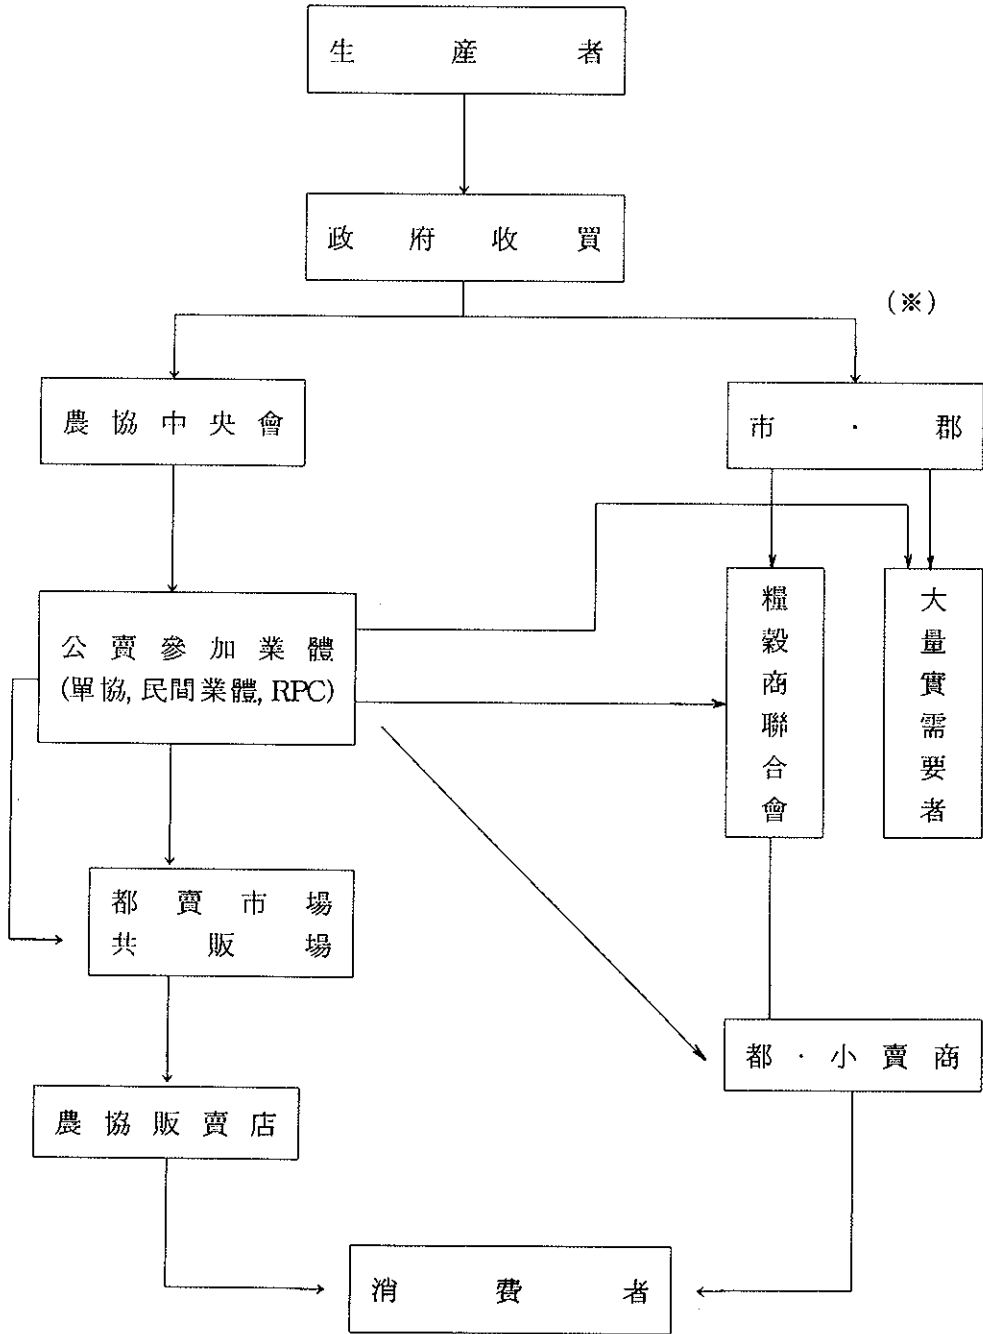 生 産 者
政 府 收 買
(※)
農 協 中 央 會
市 · 郡
公 賣 參 加 業 體
(單協, 民間業體, RPC)
糧穀商聯合會
大量實需要者
都 賣 市 場
共 販 場
都 · 小 賣 商
農 協 販 賣 店
消 費 者